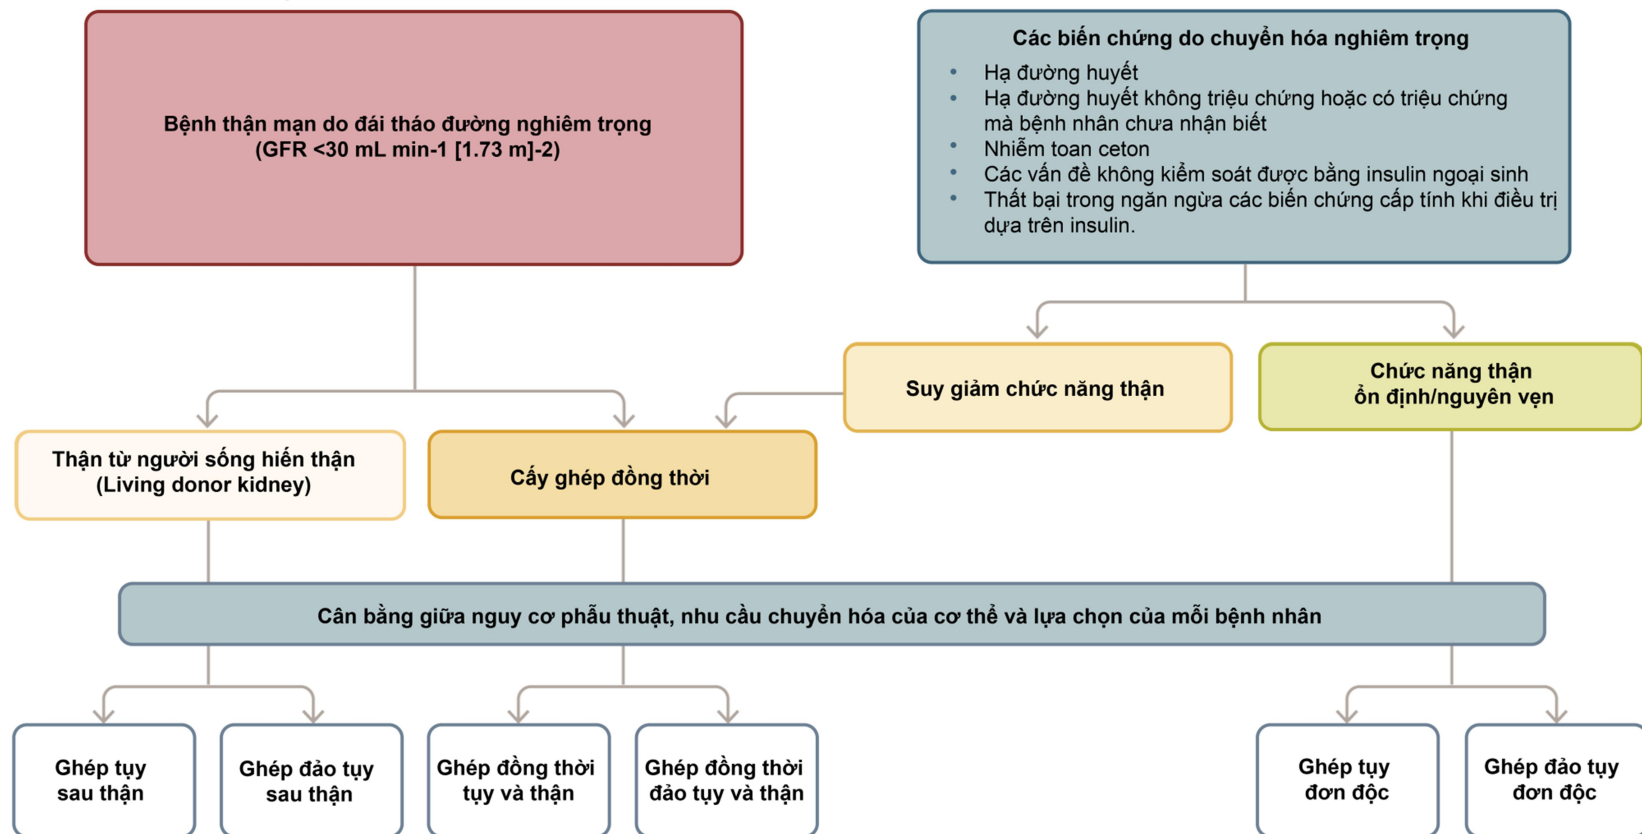 Bệnh thận mạn do đái tháo đường nghiêm trọng
(GFR <30 mL min-1 [1.73 m]-2)
Các biến chứng do chuyển hóa nghiêm trọng
• Hạ đường huyết
• Hạ đường huyết không triệu chứng hoặc có triệu chứng
mà bệnh nhân chưa nhận biết
• Nhiễm toan ceton
• Các vấn đề không kiểm soát được bằng insulin ngoại sinh
• Thất bại trong ngăn ngừa các biến chứng cấp tính khi điều trị
dựa trên insulin.
Suy giảm chức năng thận
Chức năng thận
ổn định/nguyên vẹn
Thận từ người sống hiến thận
(Living donor kidney)
Cấy ghép đồng thời
Cân bằng giữa nguy cơ phẫu thuật, nhu cầu chuyển hóa của cơ thể và lựa chọn của mỗi bệnh nhân
Ghép tụy
sau thận
Ghép đảo tụy
sau thận
Ghép đồng thời
tụy và thận
Ghép đồng thời
đảo tụy và thận
Ghép tụy
đơn độc
Ghép đảo tụy
đơn độc